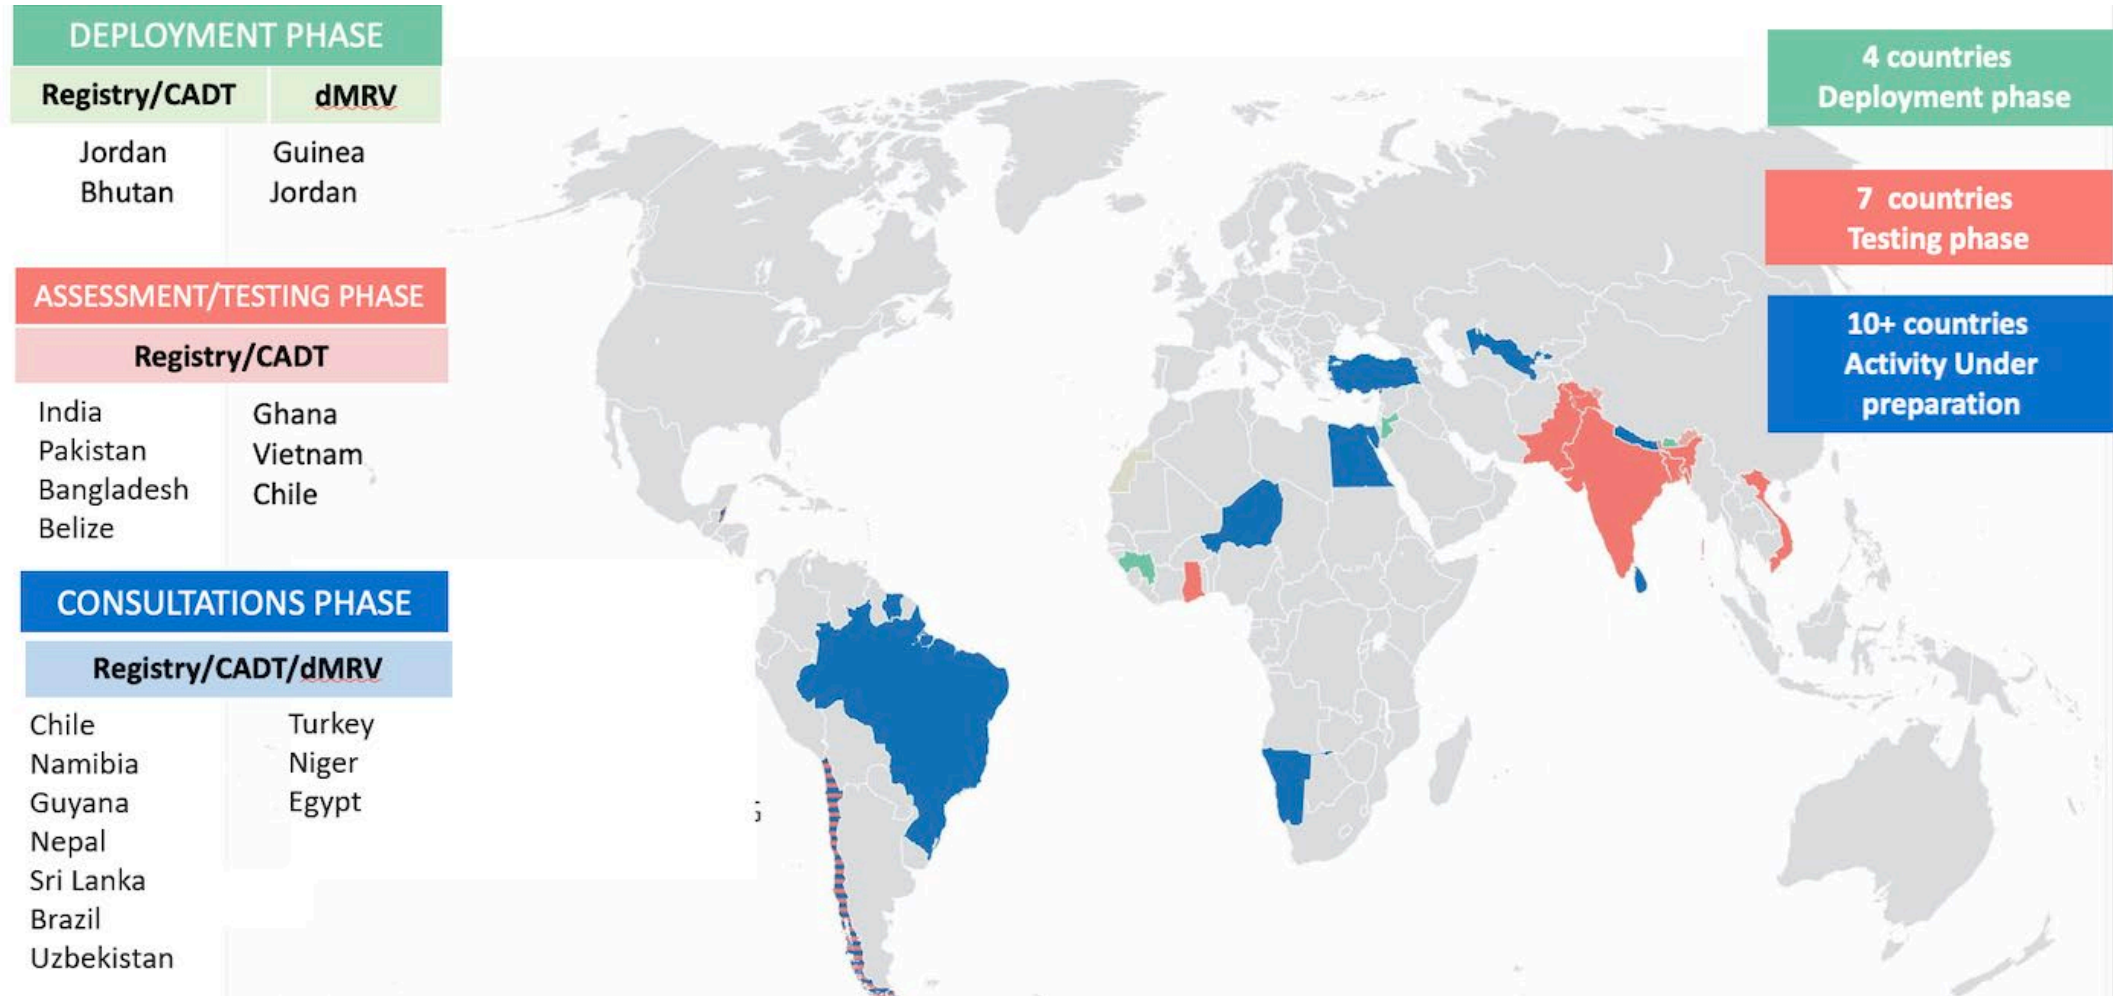 DEPLOYMENT PHASE
Registry/CADT dMRV
Jordan Guinea
Bhutan Jordan
ASSESSMENT/TESTING PHASE
Registry/CADT
India Ghana
Pakistan Vietnam
Bangladesh Chile
Belize
CONSULTATIONS PHASE
Registry/CADT/dMRV
Chile Turkey
Namibia Niger
Guyana Egypt
Nepal
Sri Lanka
Brazil
Uzbekistan
4 countries
Deployment phase
7 countries
Testing phase
10+ countries
Activity Under
preparation